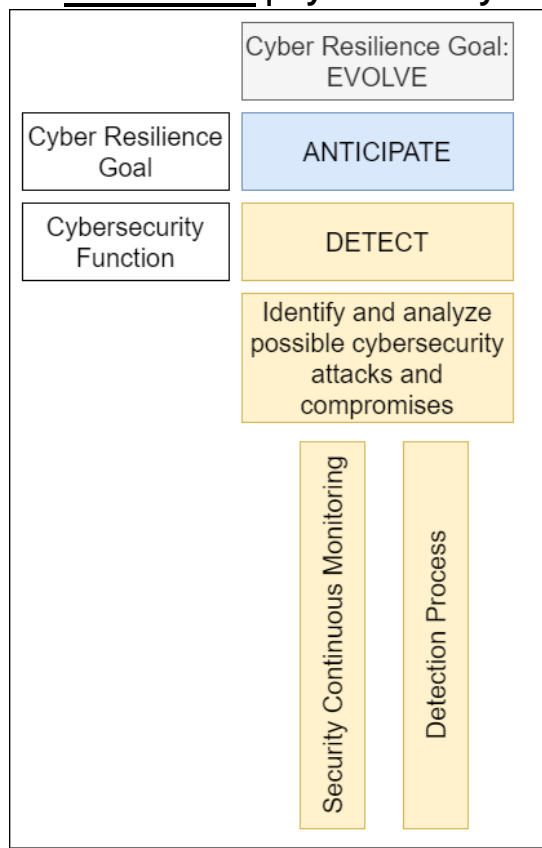 Cyber Resilience Goal:
EVOLVE
Cyber Resilience
Goal
ANTICIPATE
Cybersecurity
Function
DETECT
Identify and analyze
possible cybersecurity
attacks and
compromises
Security Continuous Monitoring
Detection Process